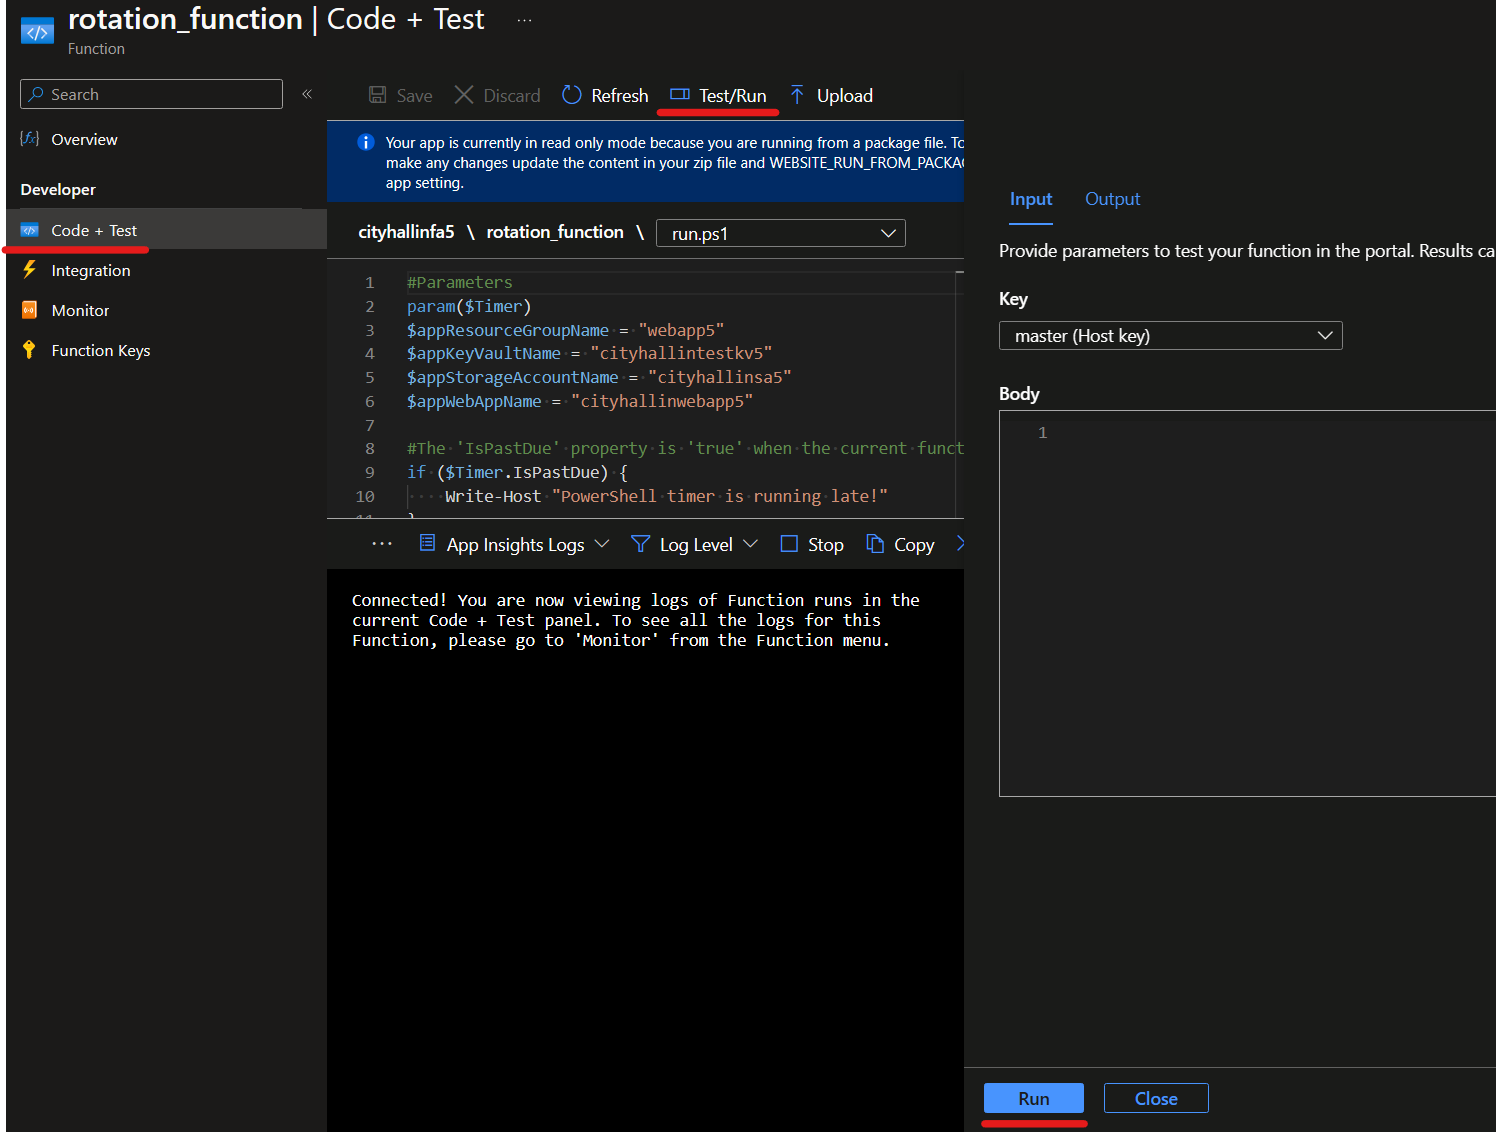 rotation_function | Code + Test ...
Function
Search
«
Overview
Developer
Code + Test
Integration
Monitor
Function Keys
Save
Discard
Refresh
Test/Run
Upload
Your app is currently in read only mode because you are running from a package file. To
make any changes update the content in your zip file and WEBSITE_RUN_FROM_PACKAG
app setting.
cityhallinfa5 \ rotation_function \ run.ps1
1 #Parameters
2 param($Timer)
3 $appResourceGroupName = "webapp5"
4 $appKeyVaultName = "cityhallintestkv5"
5 $appStorageAccountName = "cityhallinsa5"
6 $appWebAppName = "cityhallinwebapp5"
7
8 #The 'IsPastDue' property is 'true' when the current funct
9 if ($Timer.IsPastDue) {
10 Write-Host "PowerShell timer is running late!"
11 }
... App Insights Logs Log Level Stop Copy
Connected! You are now viewing logs of Function runs in the
current Code + Test panel. To see all the logs for this
Function, please go to 'Monitor' from the Function menu.
Input Output
Provide parameters to test your function in the portal. Results ca
Key
master (Host key)
Body
1
Run Close